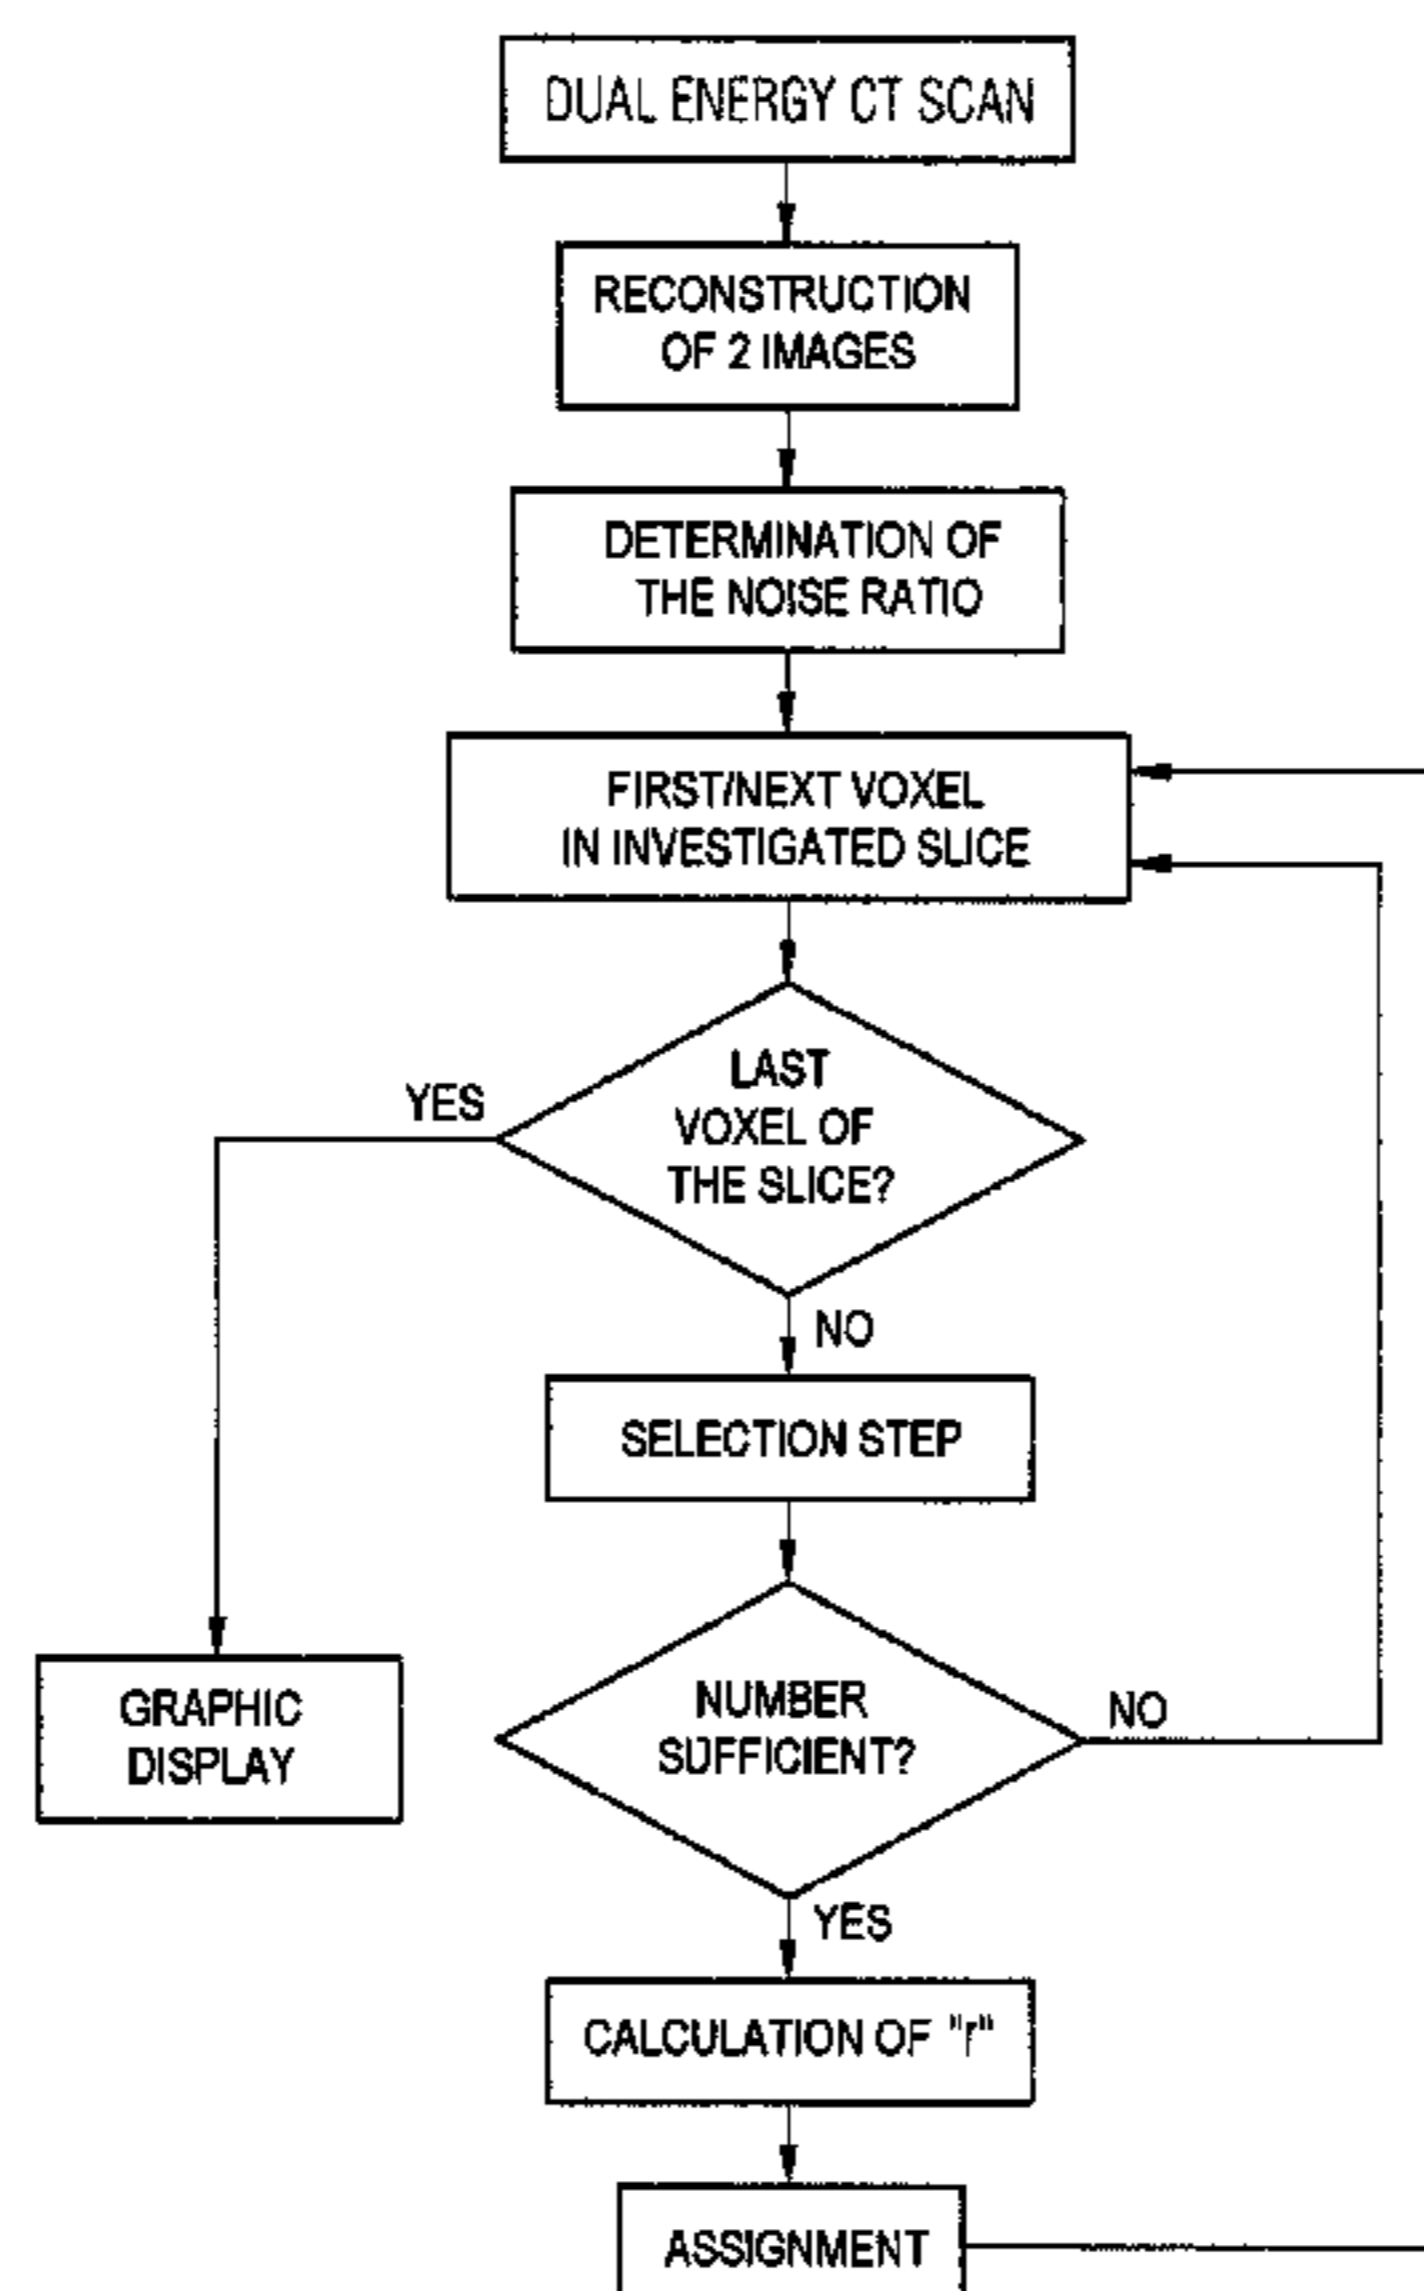 DUAL ENERGY CT SCAN
RECONSTRUCTION
OF 2 IMAGES
DETERMINATION OF
THE NOISE RATIO
FIRST/NEXT VOXEL
IN INVESTIGATED SLICE
LAST
VOXEL OF
THE SLICE?
YES
NO
SELECTION STEP
GRAPHIC
DISPLAY
NUMBER
SUFFICIENT?
NO
YES
CALCULATION OF "r"
ASSIGNMENT